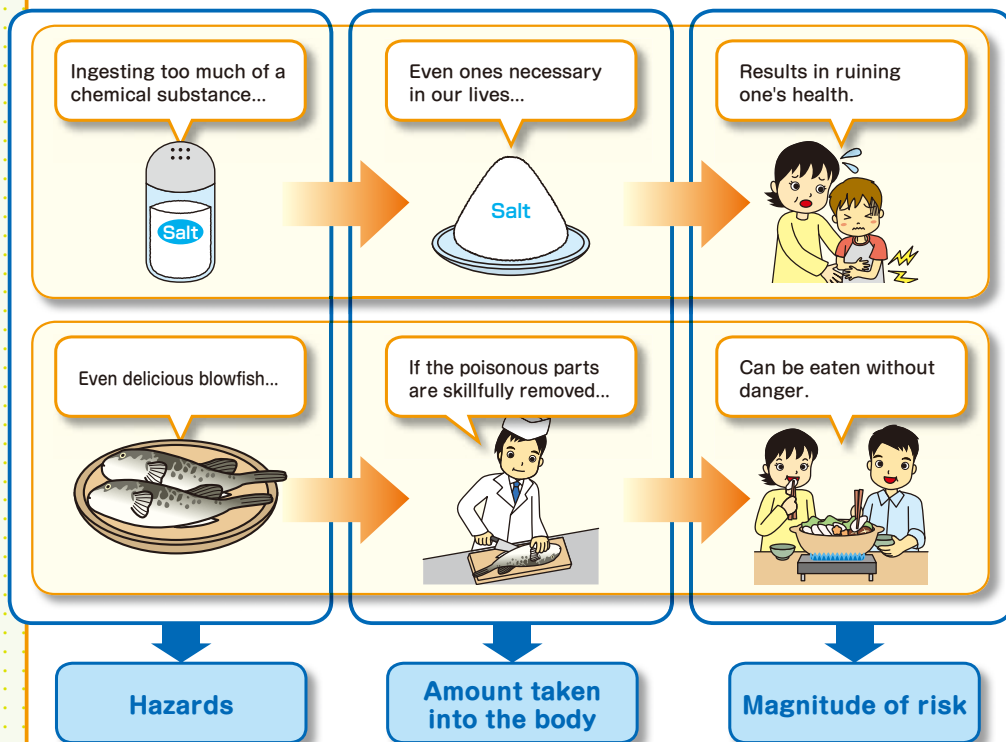 Ingesting too much of a
chemical substance...
Even ones necessary
in our lives...
Results in ruining
one's health.
Salt
Salt
Even delicious blowfish...
If the poisonous parts
are skillfully removed...
Can be eaten without
danger.
Hazards
Amount taken
into the body
Magnitude of risk